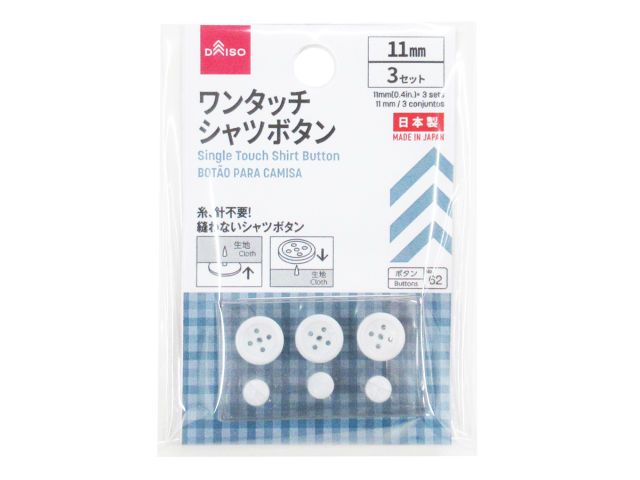 DAISO
11mm
3セット
11mm(0.4in.)× 3 sets
11 mm / 3 conjuntos
日本製
MADE IN JAPAN
ワンタッチ
シャツボタン
Single Touch Shirt Button
BOTÃO PARA CAMISA
糸、針不要!
縫わないシャツボタン
生地
Cloth
生地
Cloth
ボタン
Buttons
62